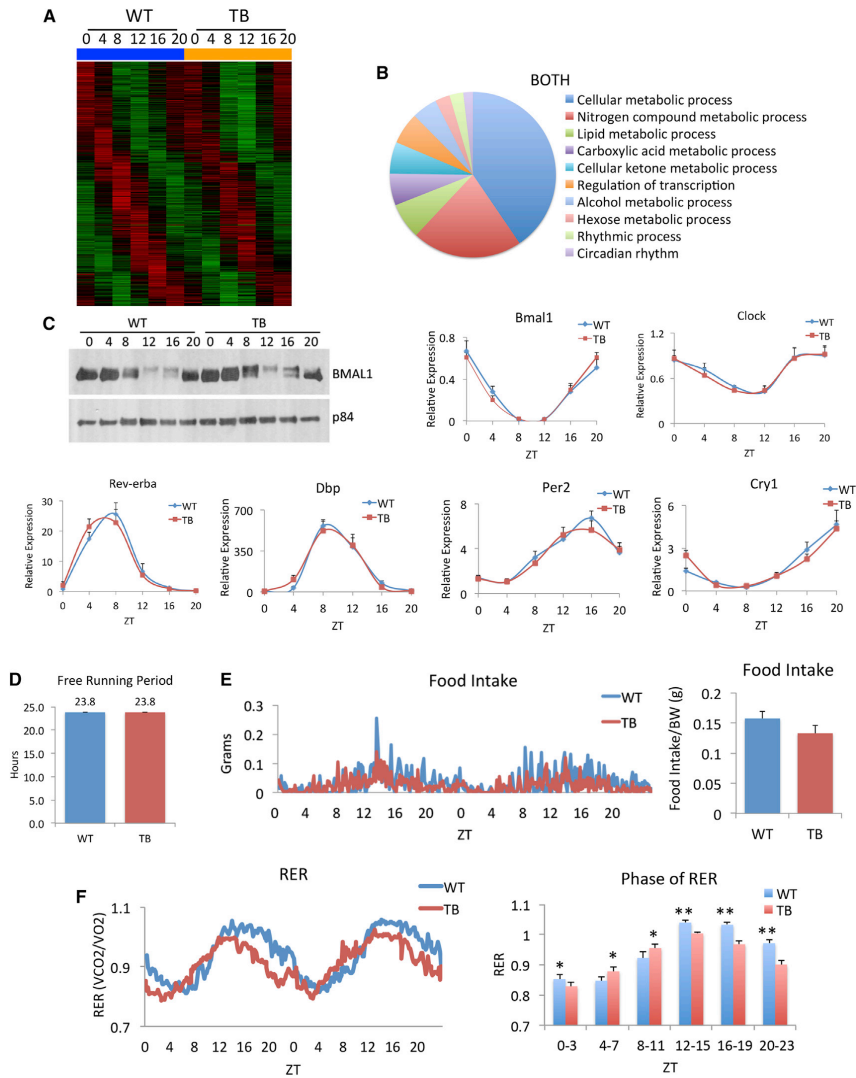 A
WT TB
0 4 8 12 16 20 0 4 8 12 16 20
B
BOTH
Cellular metabolic process
Nitrogen compound metabolic process
Lipid metabolic process
Carboxylic acid metabolic process
Cellular ketone metabolic process
Regulation of transcription
Alcohol metabolic process
Hexose metabolic process
Rhythmic process
Circadian rhythm
C
WT TB
0 4 8 12 16 20 0 4 8 12 16 20
BMAL1
p84
Bmal1
WT
TB
Relative Expression
0.8
0.4
0
0 4 8 12 16 20
ZT
Clock
WT
TB
Relative Expression
1.2
0.6
0
0 4 8 12 16 20
ZT
Rev-erba
WT
TB
Relative Expression
30
20
10
0
0 4 8 12 16 20
ZT
Dbp
WT
TB
Relative Expression
700
350
0
0 4 8 12 16 20
ZT
Per2
WT
TB
Relative Expression
8
4
0
0 4 8 12 16 20
ZT
Cry1
WT
TB
Relative Expression
6
3
0
0 4 8 12 16 20
ZT
D
Free Running Period
23.8 23.8
Hours
25.0
20.0
15.0
10.0
5.0
0.0
WT TB
E
Food Intake
WT
TB
Grams
0.3
0.2
0.1
0
0 4 8 12 16 20 0 4 8 12 16 20
ZT
Food Intake
Food Intake/BW (g)
0.2
0.15
0.1
0.05
0
WT TB
F
RER
WT
TB
RER (VCO2/VO2)
1.1
0.9
0.7
0 4 8 12 16 20 0 4 8 12 16 20
ZT
Phase of RER
WT
TB
RER
1.1
1
0.9
0.8
0.7
* * * ** ** **
0-3 4-7 8-11 12-15 16-19 20-23
ZT